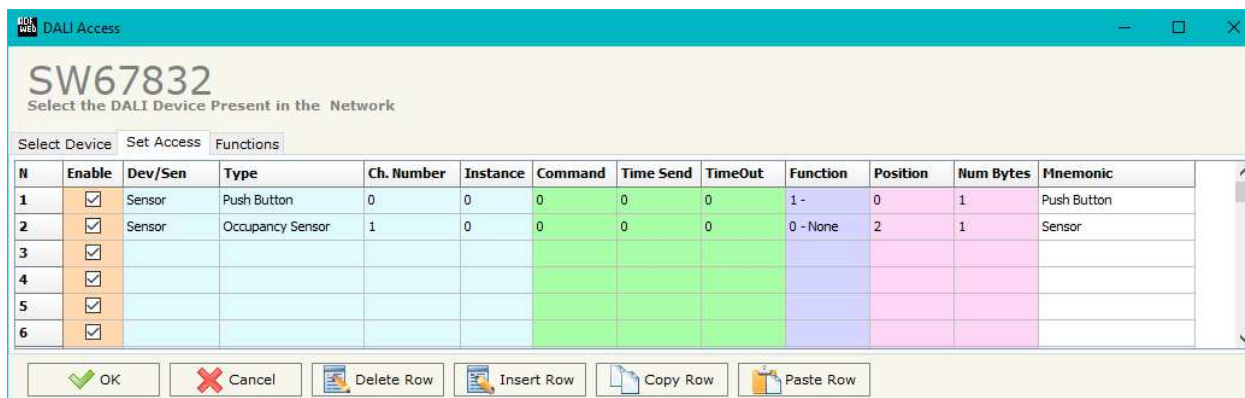 ADF WEB DALI Access
SW67832
Select the DALI Device Present in the Network
Select Device Set Access Functions
N Enable Dev/Sen Type Ch. Number Instance Command Time Send TimeOut Function Position Num Bytes Mnemonic
1 Sensor Push Button 0 0 0 0 0 1 - 0 1 Push Button
2 Sensor Occupancy Sensor 1 0 0 0 0 0 - None 2 1 Sensor
3
4
5
6
OK Cancel Delete Row Insert Row Copy Row Paste Row